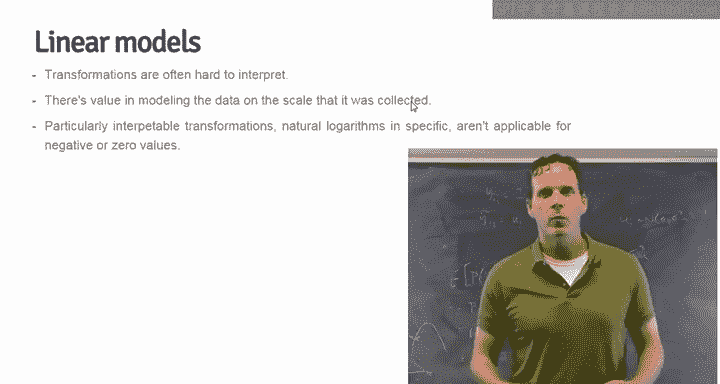 Linear models
- Transformations are often hard to interpret.
- There's value in modeling the data on the scale that it was collected.
- Particularly interpetable transformations, natural logarithms in specific, aren't applicable for
negative or zero values.